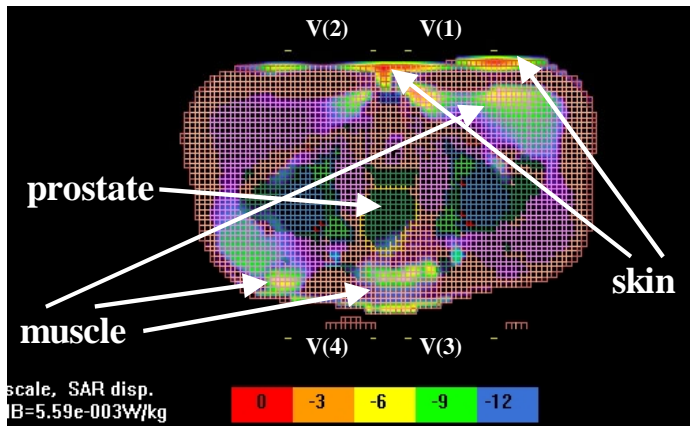 V(2) V(1)
prostate
skin
muscle
V(4) V(3)
scale, SAR disp.
IB=5.59e-003W/kg
0 -3 -6 -9 -12